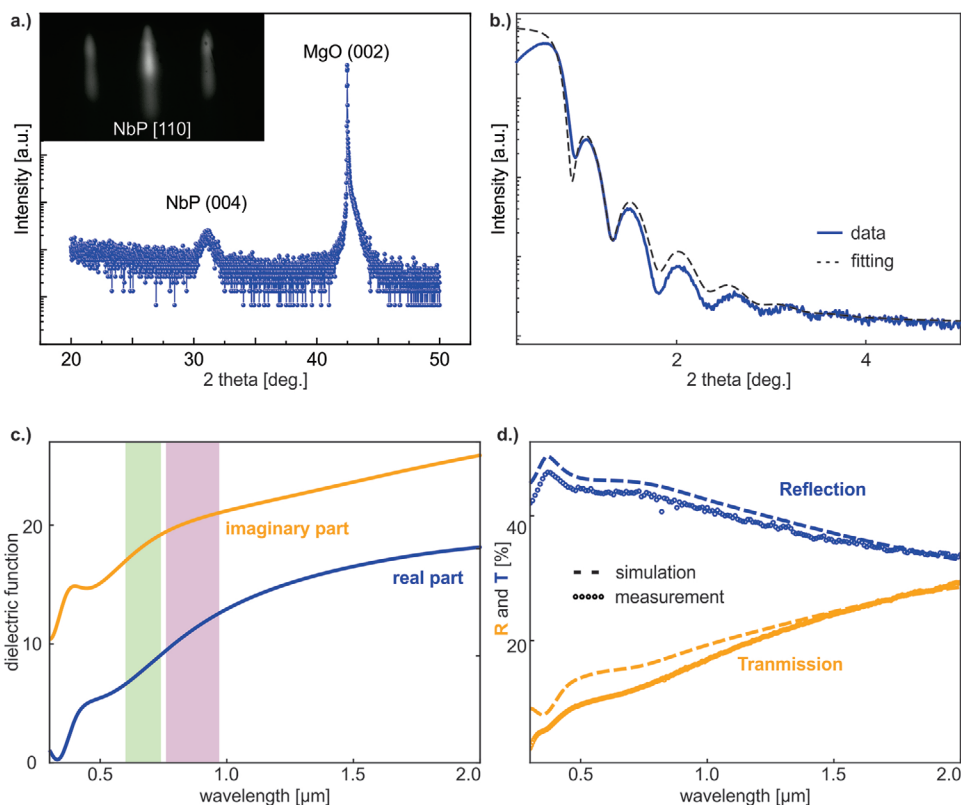 a.)
MgO (002)
NbP [110]
NbP (004)
Intensity [a.u.]
20
30
40
50
2 theta [deg.]
b.)
Intensity [a.u.]
data
fitting
2
4
2 theta [deg.]
c.)
20
imaginary part
real part
10
0
dielectric function
0.5
1.0
1.5
2.0
wavelength [µm]
d.)
Reflection
40
simulation
measurement
R and T [%]
20
Tranmission
0.5
1.0
1.5
2.0
wavelength [µm]